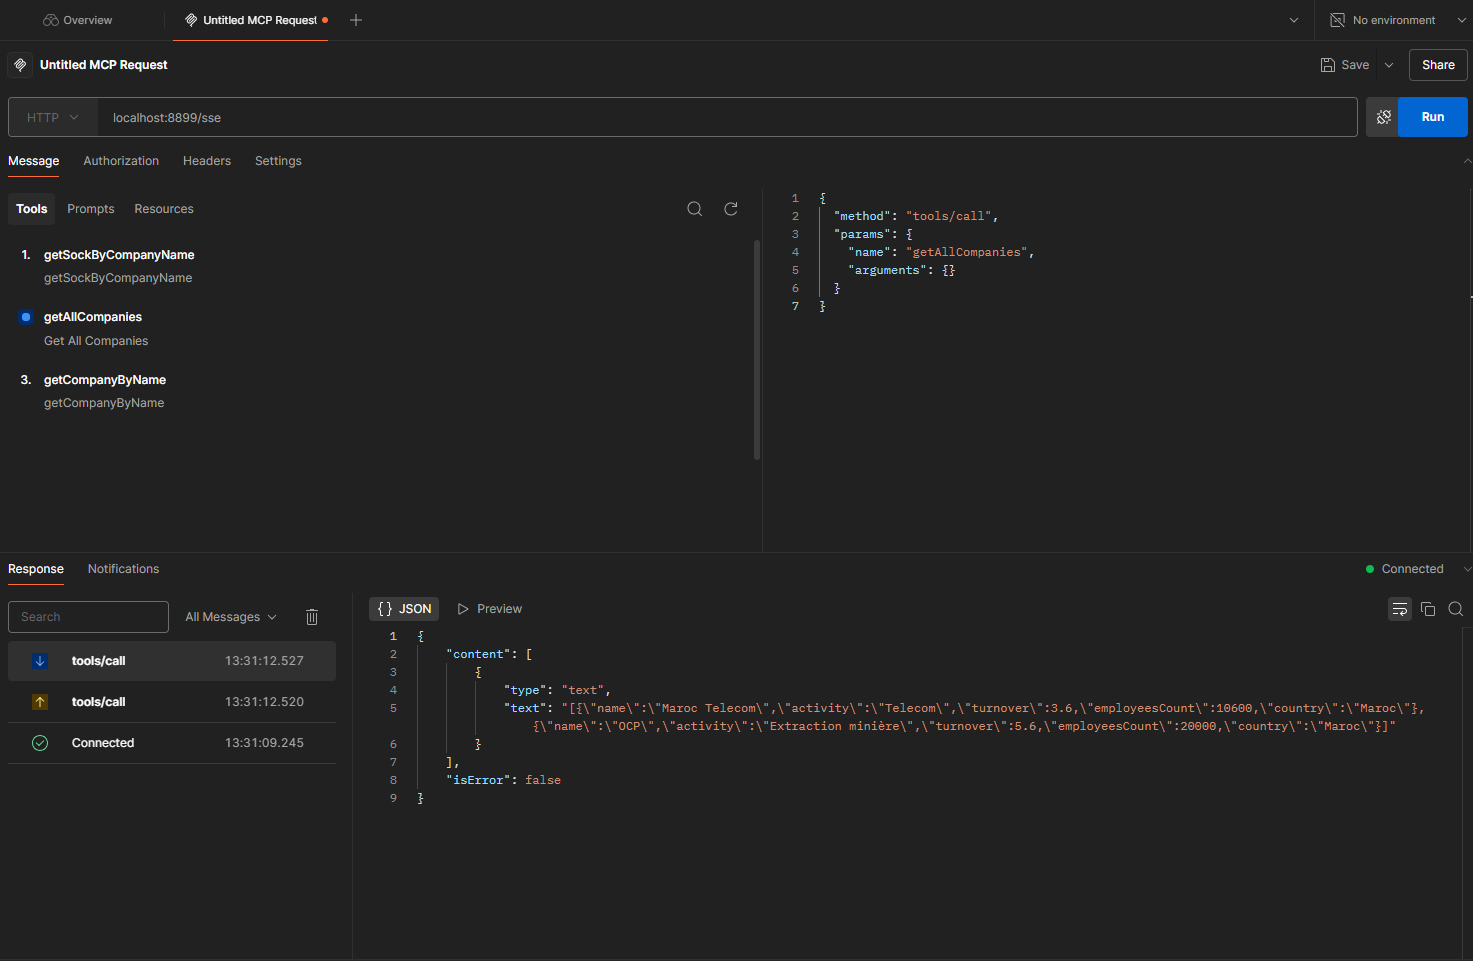 Overview
Untitled MCP Request
No environment
Untitled MCP Request
Save
Share
HTTP
localhost:8899/sse
Run
Message Authorization Headers Settings
Tools Prompts Resources
1. getSockByCompanyName
getSockByCompanyName
getAllCompanies
Get All Companies
3. getCompanyByName
getCompanyByName
1 {
2 "method": "tools/call",
3 "params": {
4 "name": "getAllCompanies",
5 "arguments": {}
6 }
7 }
Response Notifications
Connected
Search
All Messages
tools/call 13:31:12.527
tools/call 13:31:12.520
Connected 13:31:09.245
{} JSON
Preview
1 {
2 "content": [
3 {
4 "type": "text",
5 "text": "[{\"name\":\"Maroc Telecom\",\"activity\":\"Telecom\",\"turnover\":3.6,\"employeesCount\":10600,\"country\":\"Maroc\"},
{\"name\":\"OCP\",\"activity\":\"Extraction minière\",\"turnover\":5.6,\"employeesCount\":20000,\"country\":\"Maroc\"}]"
6 }
7 ],
8 "isError": false
9 }